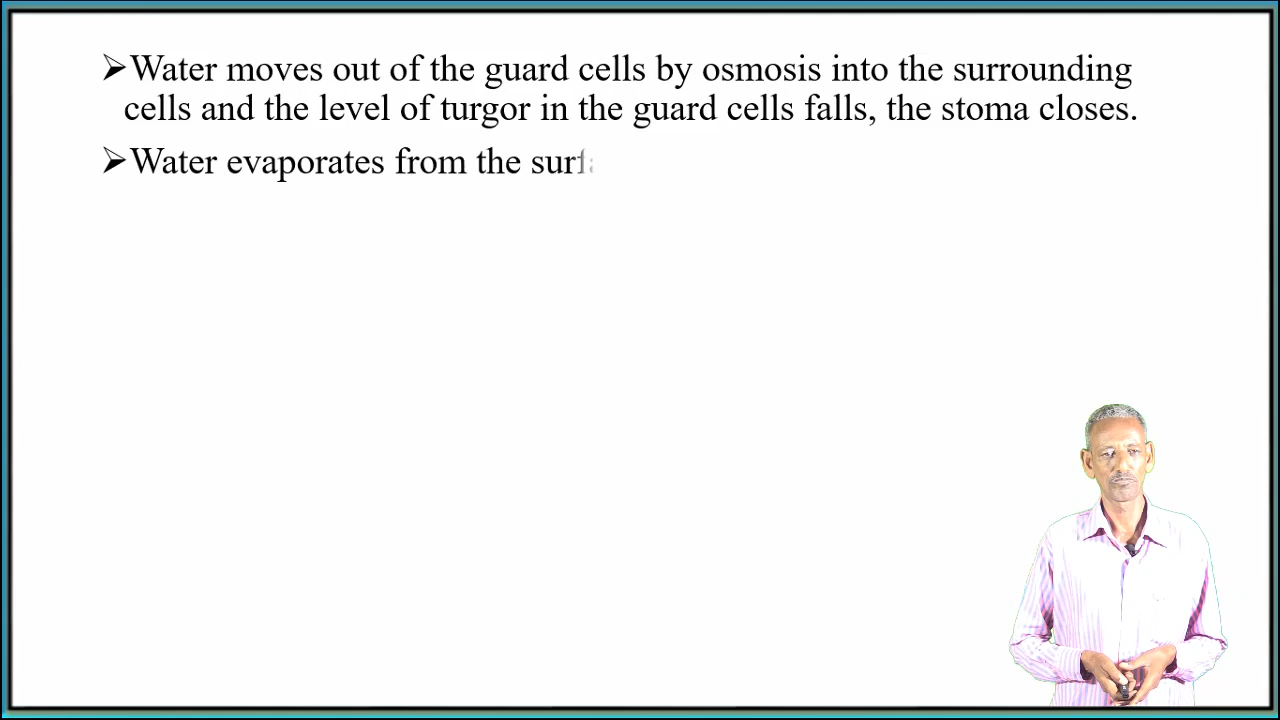 ➢Water moves out of the guard cells by osmosis into the surrounding
cells and the level of turgor in the guard cells falls, the stoma closes.
➢Water evaporates from the